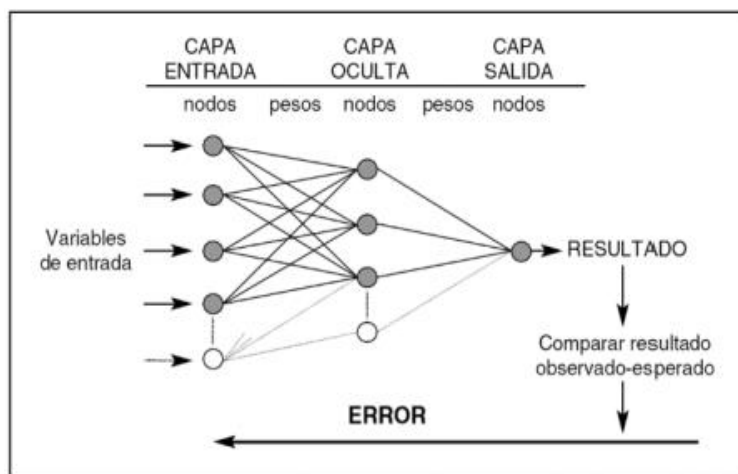 CAPA CAPA CAPA
ENTRADA OCULTA SALIDA
nodos pesos nodos pesos nodos
Variables
de entrada
RESULTADO
Comparar resultado
observado-esperado
ERROR